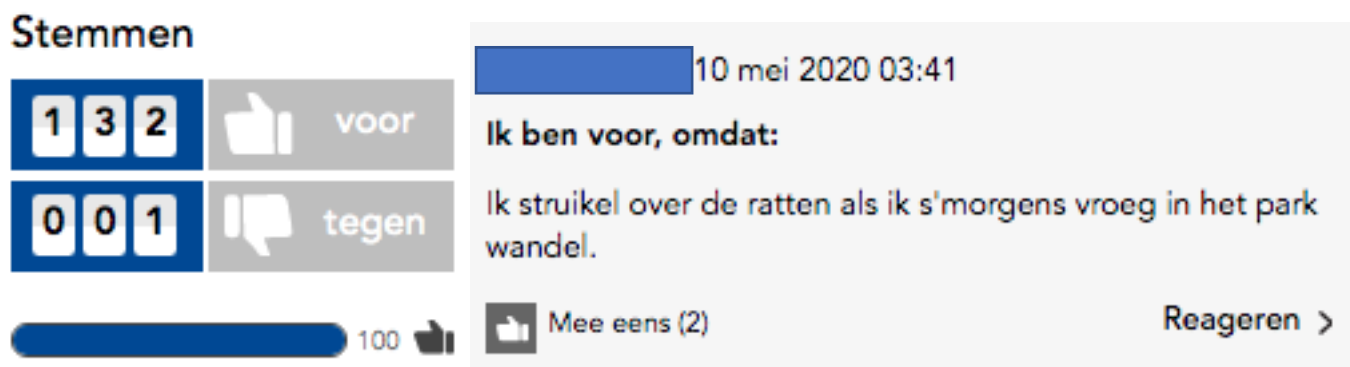 Stemmen
1 3 2 voor
0 0 1 tegen
100
10 mei 2020 03:41
Ik ben voor, omdat:
Ik struikel over de ratten als ik s'morgens vroeg in het park
wandel.
Mee eens (2)
Reageren >